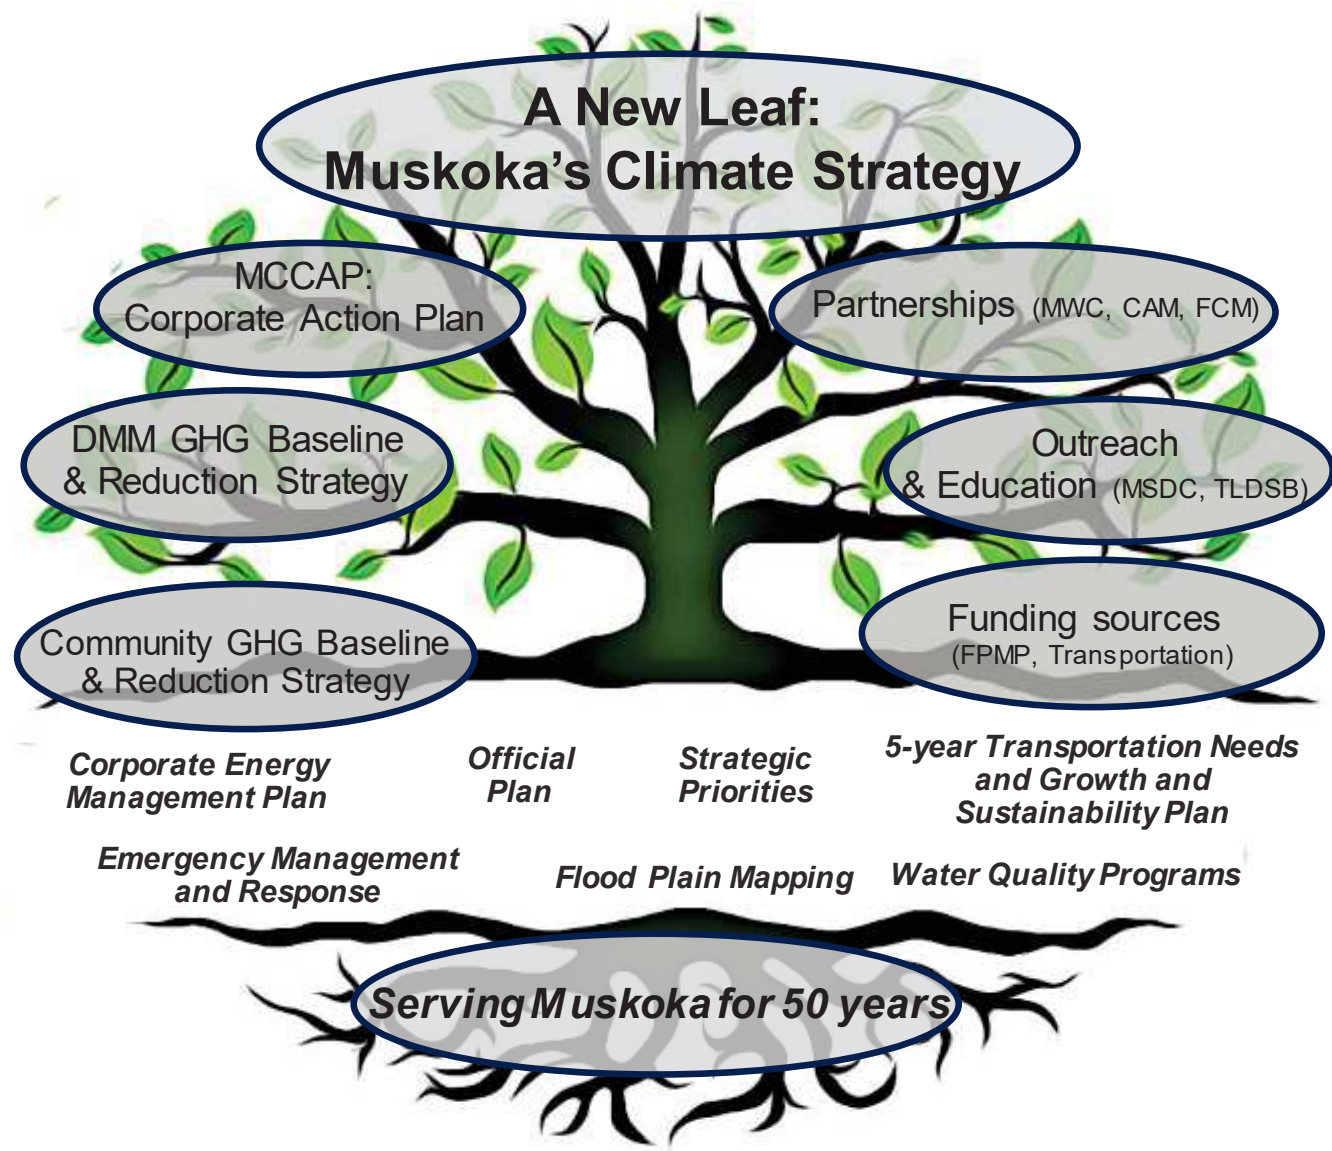 A New Leaf:
Muskoka's Climate Strategy
MCCAP:
Corporate Action Plan
Partnerships (MWC, CAM, FCM)
DMM GHG Baseline
& Reduction Strategy
Outreach
& Education (MSDC, TLDSB)
Community GHG Baseline
& Reduction Strategy
Funding sources
(FPMP, Transportation)
Corporate Energy
Management Plan
Official
Plan
Strategic
Priorities
5-year Transportation Needs
and Growth and
Sustainability Plan
Emergency Management
and Response
Flood Plain Mapping
Water Quality Programs
Serving Muskoka for 50 years